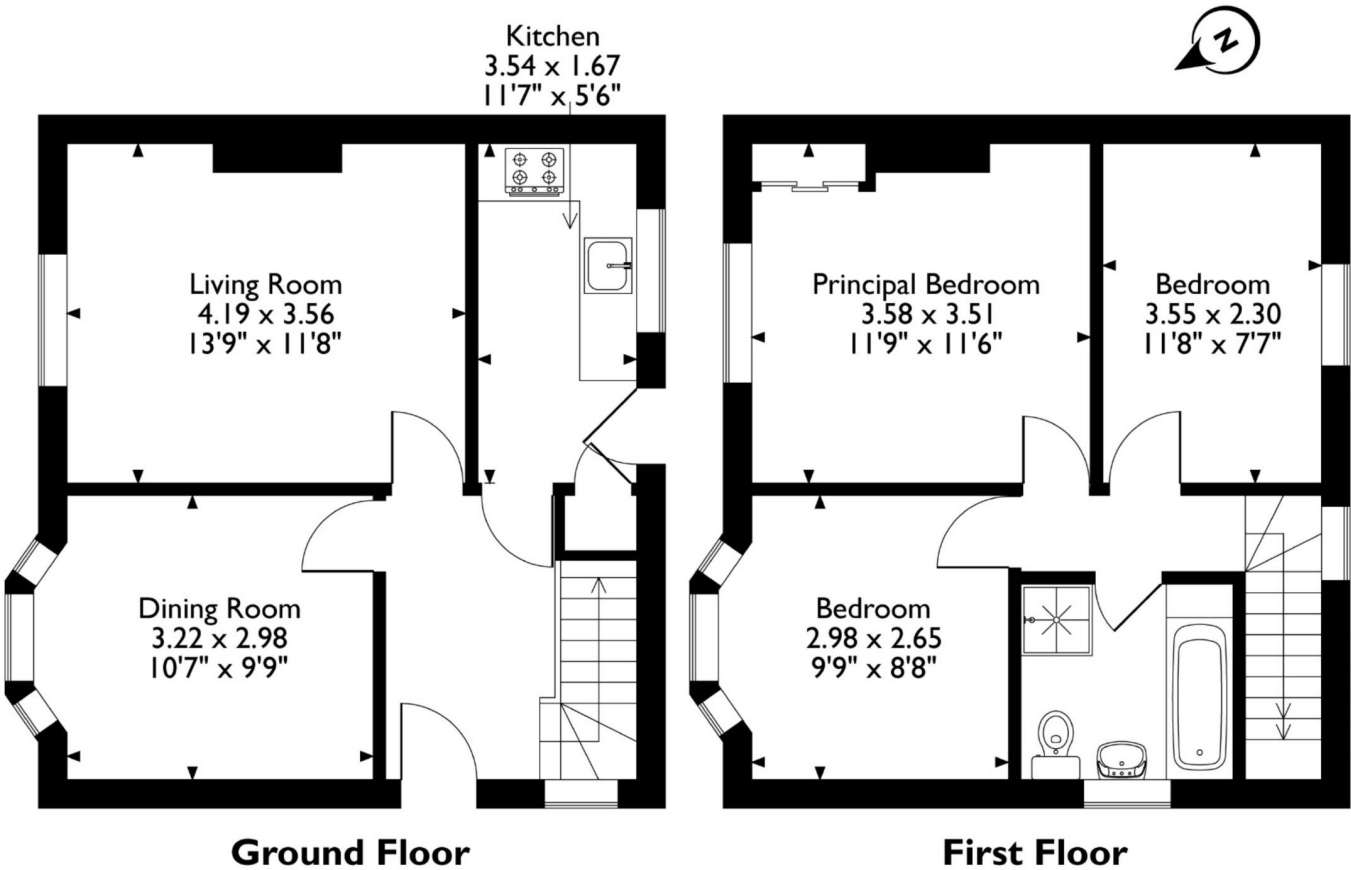 Kitchen
3.54 x 1.67
11'7" x 5'6"
N
Living Room
4.19 x 3.56
13'9" x 11'8"
Principal Bedroom
3.58 x 3.51
11'9" x 11'6"
Bedroom
3.55 x 2.30
11'8" x 7'7"
Dining Room
3.22 x 2.98
10'7" x 9'9"
Bedroom
2.98 x 2.65
9'9" x 8'8"
Ground Floor
First Floor